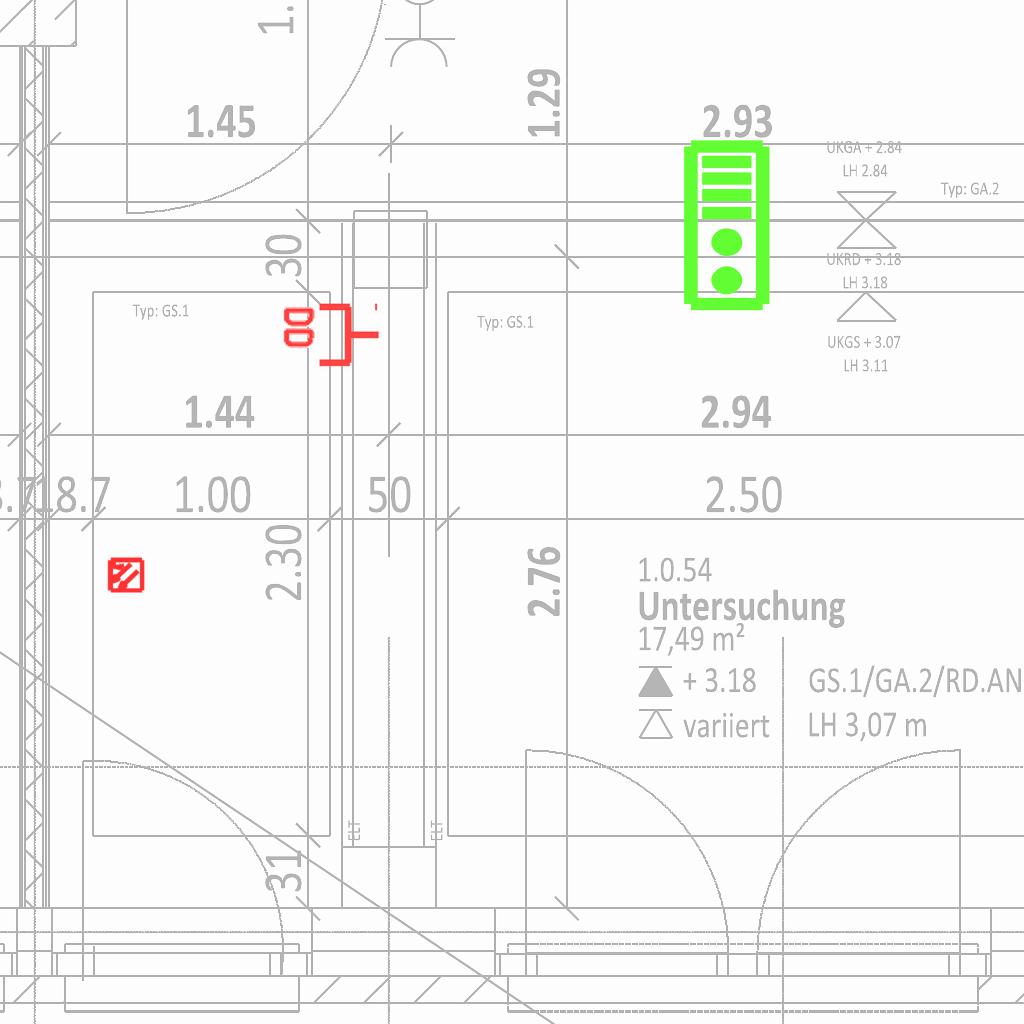 1.
1.29
1.45
2.93
UKGA + 2.84
LH 2.84
Typ: GA.2
30
UKRD + 3.18
LH 3.18
Typ: GS.1
00
Typ: GS.1
UKGS + 3.07
LH 3.11
1.44
2.94
18.7
1.00
50
2.50
2.30
2.76
1.0.54
Untersuchung
17,49 m²
+ 3.18
GS.1/GA.2/RD.AN
variiert
LH 3,07 m
ELT
ELT
31